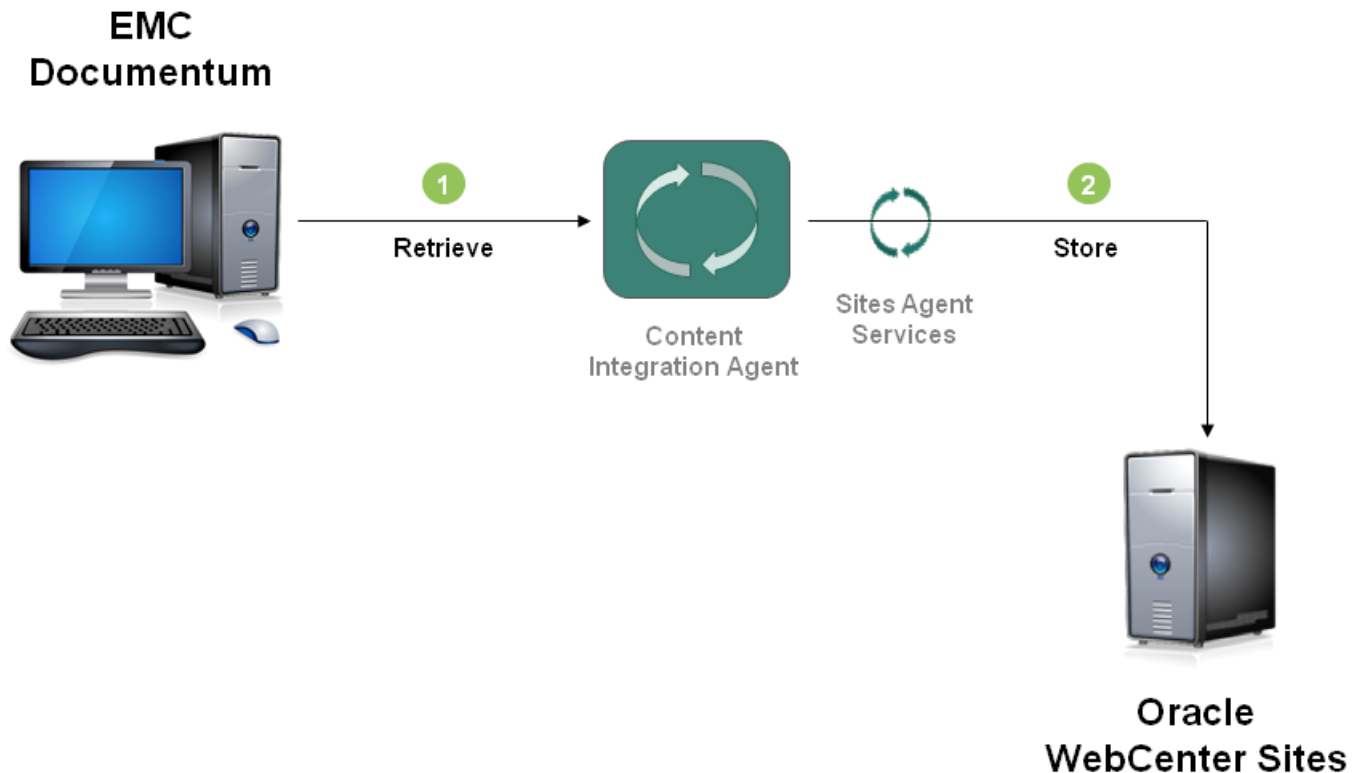 EMC
Documentum
1
Retrieve
Content
Integration Agent
Sites Agent
Services
2
Store
Oracle
WebCenter Sites